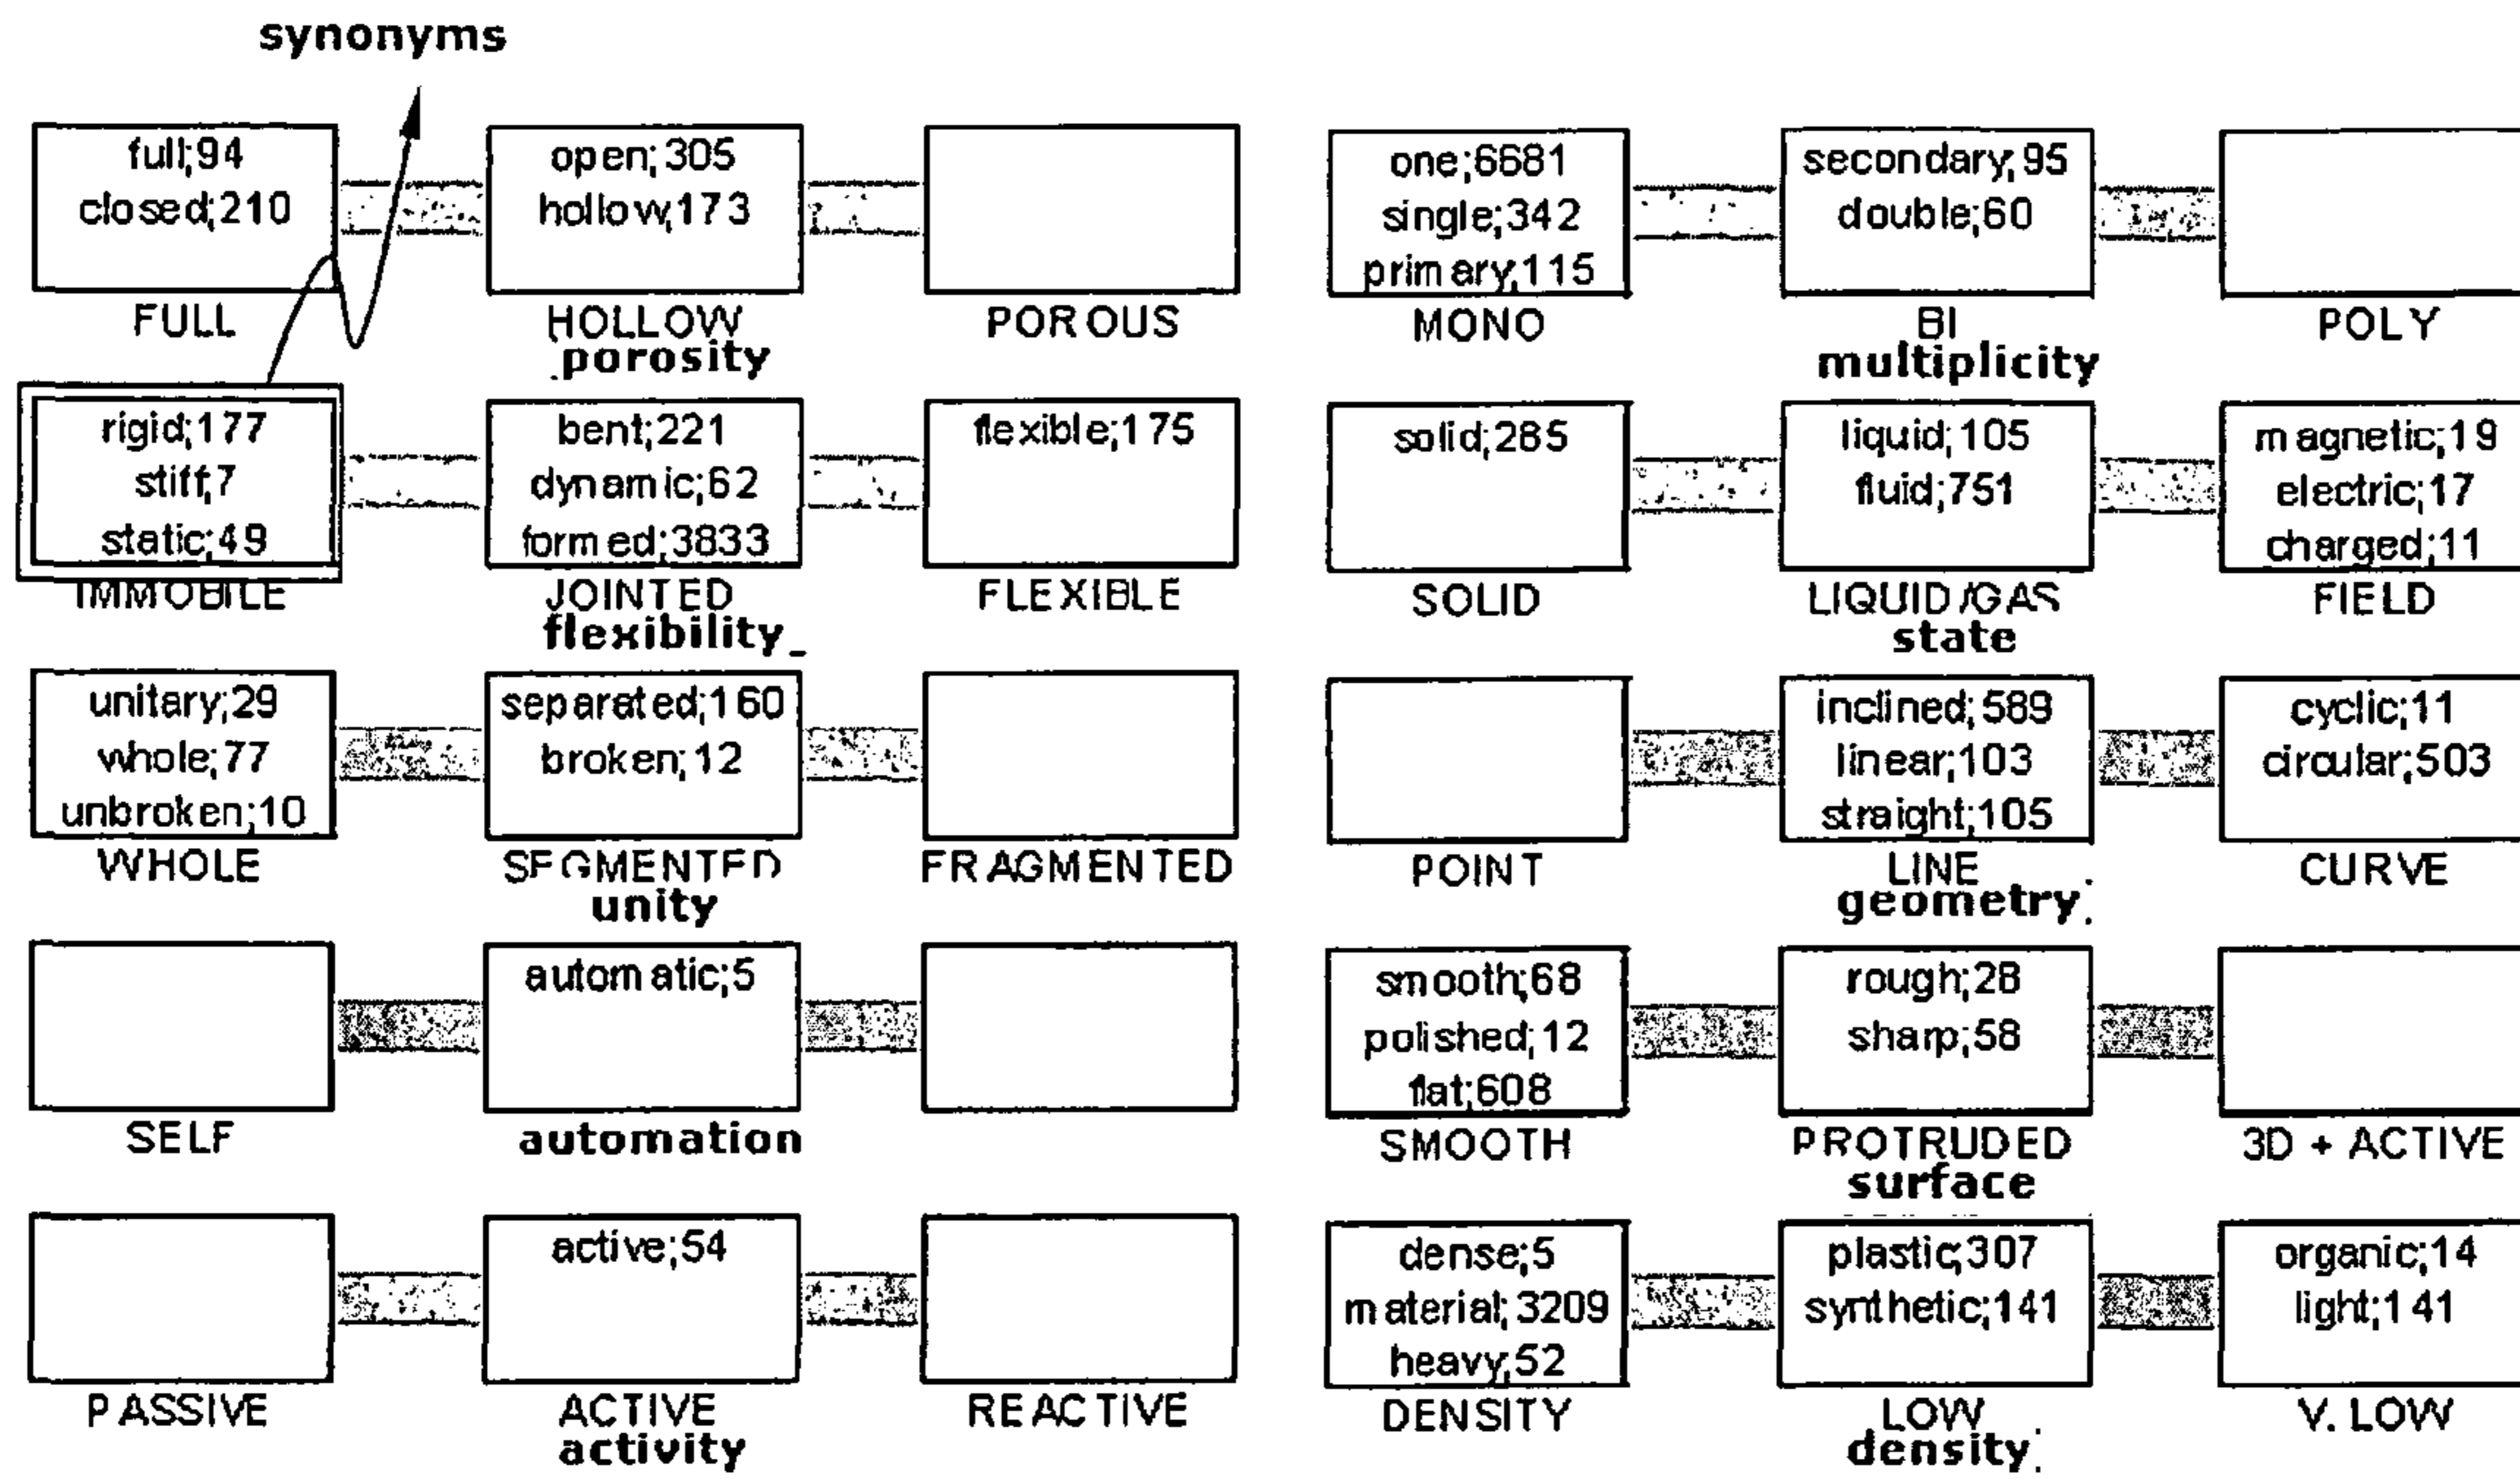 synonyms
full;94
closed;210
FULL
open;305
hollow;173
HOLLOW
POROUS
porosity
one;6681
single;342
primary;115
MONO
secondary;95
double;60
BI
POLY
multiplicity
rigid;177
stiff;7
static;49
IMMOBILE
bent;221
dynamic;62
formed;3833
JOINTED
flexible;175
FLEXIBLE
flexibility
solid;285
SOLID
liquid;105
fluid;751
LIQUID/GAS
magnetic;19
electric;17
charged;11
FIELD
state
unitary;29
whole;77
unbroken;10
WHOLE
separated;160
broken;12
SEGMENTED
FRAGMENTED
unity
POINT
inclined;589
linear;103
straight;105
LINE
cyclic;11
circular;503
CURVE
geometry
SELF
automatic;5
automation
smooth;68
polished;12
flat;608
SMOOTH
rough;28
sharp;58
PROTRUDED
3D + ACTIVE
surface
PASSIVE
active;54
ACTIVE
REACTIVE
activity
dense;5
material;3209
heavy;52
DENSITY
plastic;307
synthetic;141
LOW
organic;14
light;141
V. LOW
density